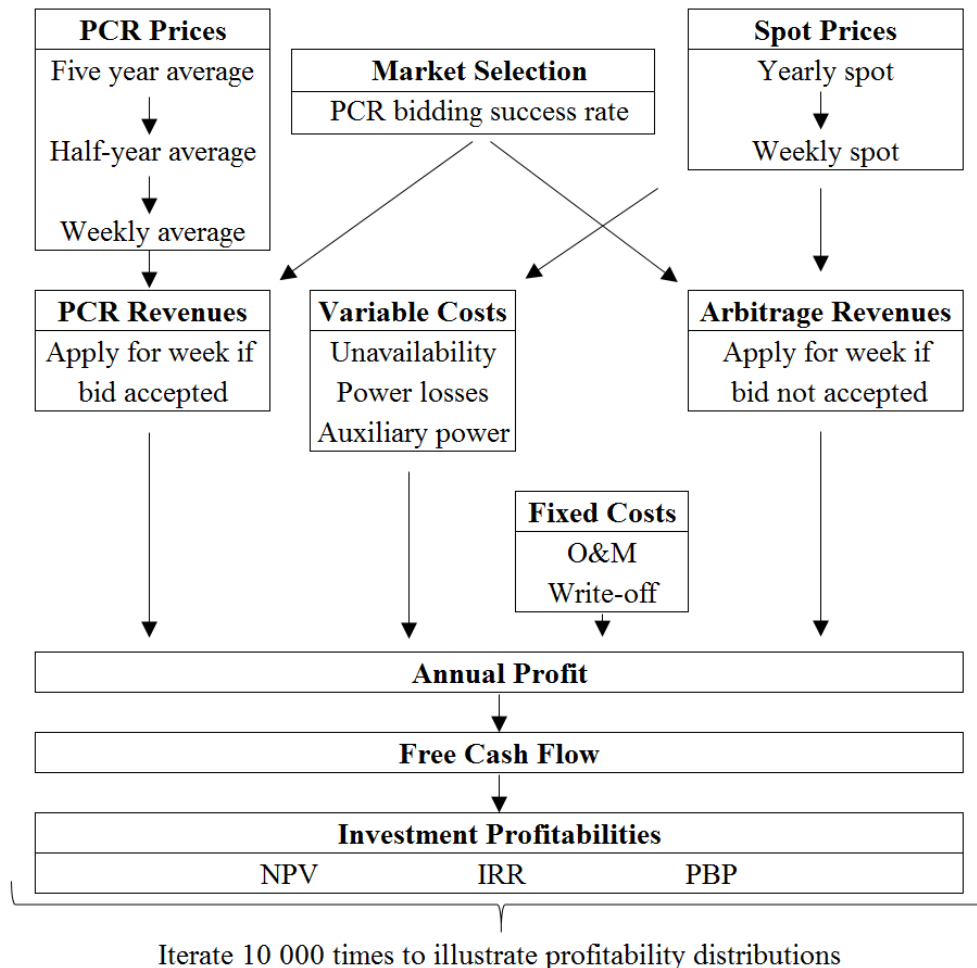 PCR Prices
Five year average
Half-year average
Weekly average
Market Selection
PCR bidding success rate
Spot Prices
Yearly spot
Weekly spot
PCR Revenues
Apply for week if
bid accepted
Variable Costs
Unavailability
Power losses
Auxiliary power
Arbitrage Revenues
Apply for week if
bid not accepted
Fixed Costs
O&M
Write-off
Annual Profit
Free Cash Flow
Investment Profitabilities
NPV IRR PBP
Iterate 10 000 times to illustrate profitability distributions